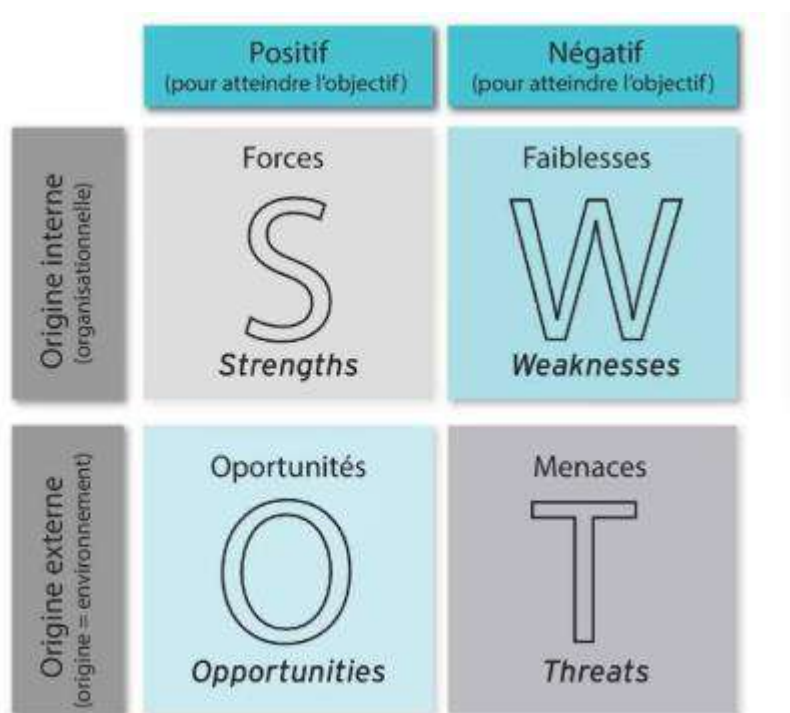 Positif
(pour atteindre l'objectif)
Négatif
(pour atteindre l'objectif)
Origine interne
(organisationnelle)
Forces
S
Strengths
Faiblesses
W
Weaknesses
Origine externe
(origine = environnement)
Oportunités
O
Opportunities
Menaces
T
Threats